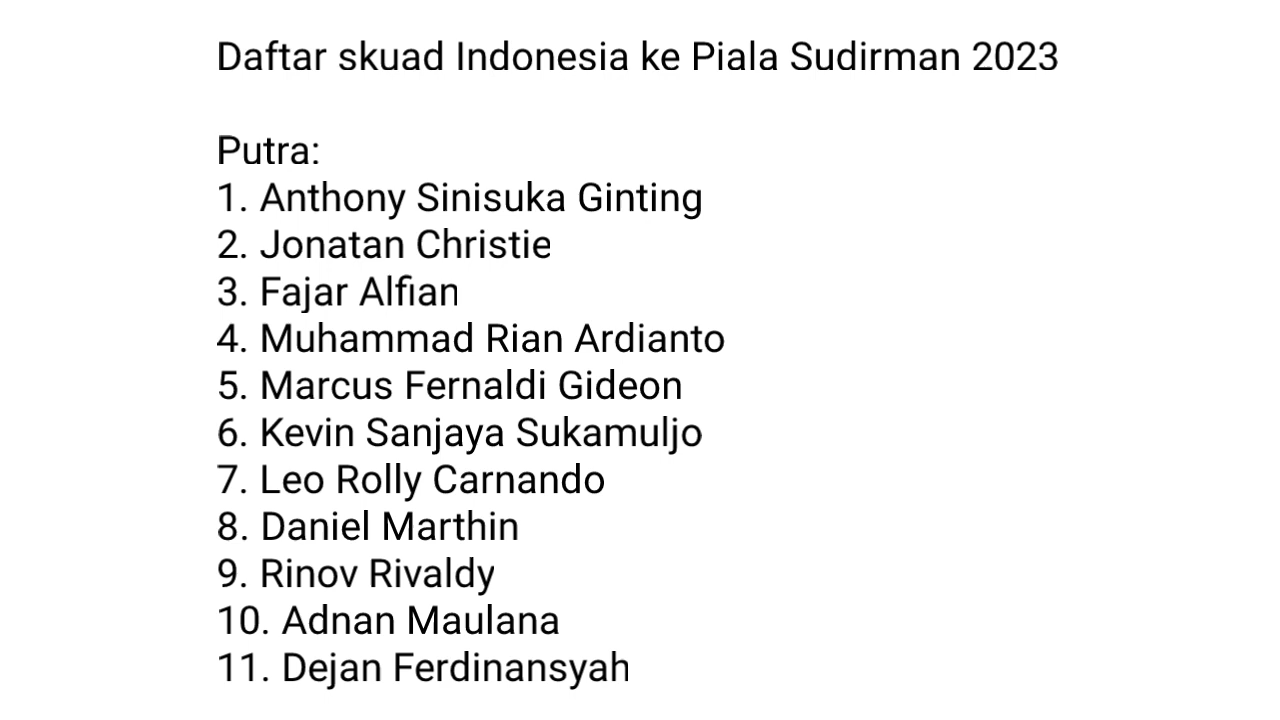 Daftar skuad Indonesia ke Piala Sudirman 2023
Putra:
1. Anthony Sinisuka Ginting
2. Jonatan Christie
3. Fajar Alfian
4. Muhammad Rian Ardianto
5. Marcus Fernaldi Gideon
6. Kevin Sanjaya Sukamuljo
7. Leo Rolly Carnando
8. Daniel Marthin
9. Rinov Rivaldy
10. Adnan Maulana
11. Dejan Ferdinansyah